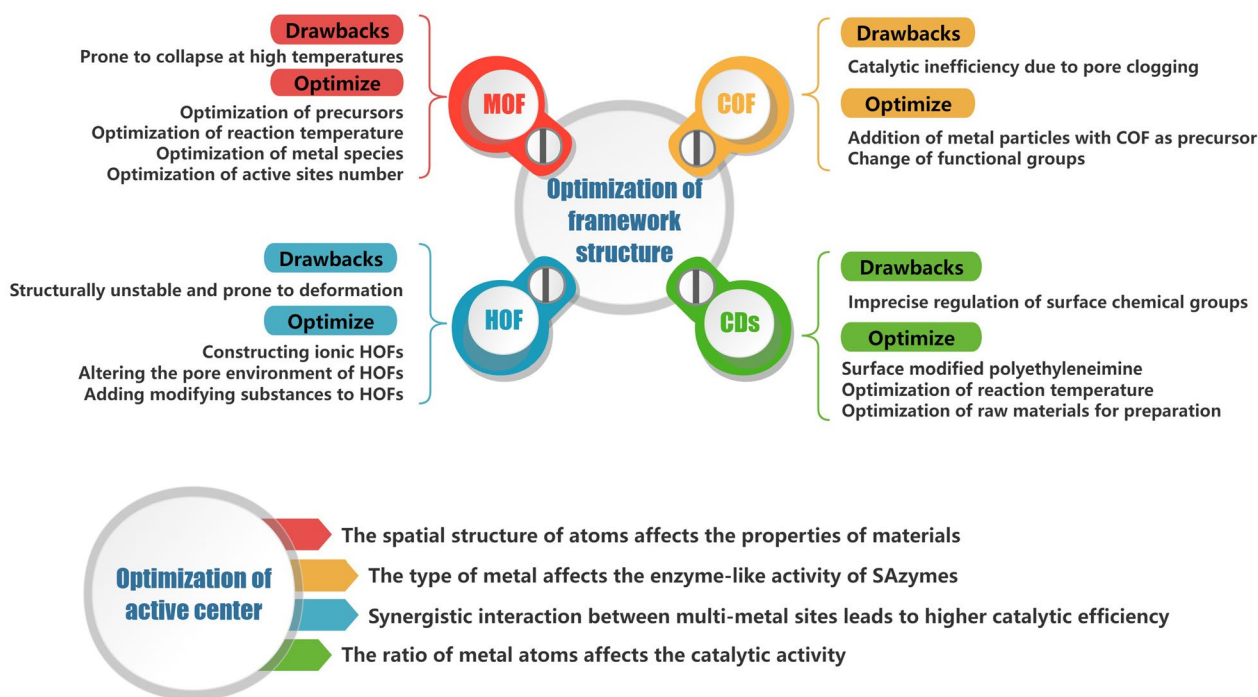 Drawbacks
Prone to collapse at high temperatures
Optimize
Optimization of precursors
Optimization of reaction temperature
Optimization of metal species
Optimization of active sites number
MOF
COF
Drawbacks
Catalytic inefficiency due to pore clogging
Optimize
Addition of metal particles with COF as precursor
Change of functional groups
Optimization of
framework
structure
Drawbacks
Structurally unstable and prone to deformation
Optimize
Constructing ionic HOFs
Altering the pore environment of HOFs
Adding modifying substances to HOFs
HOF
CDs
Drawbacks
Imprecise regulation of surface chemical groups
Optimize
Surface modified polyethyleneimine
Optimization of reaction temperature
Optimization of raw materials for preparation
Optimization of
active center
The spatial structure of atoms affects the properties of materials
The type of metal affects the enzyme-like activity of SAzymes
Synergistic interaction between multi-metal sites leads to higher catalytic efficiency
The ratio of metal atoms affects the catalytic activity